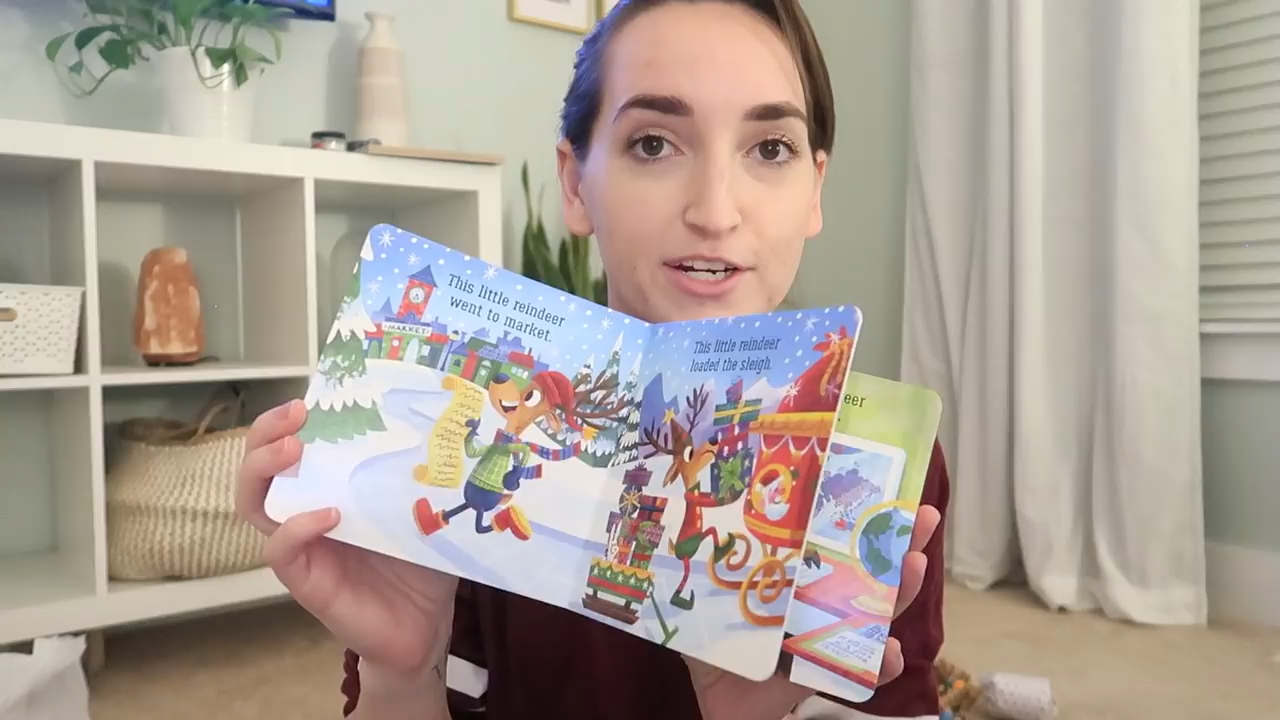 This little reindeer
went to market.
MARKET
This little reindeer
loaded the sleigh.
eer